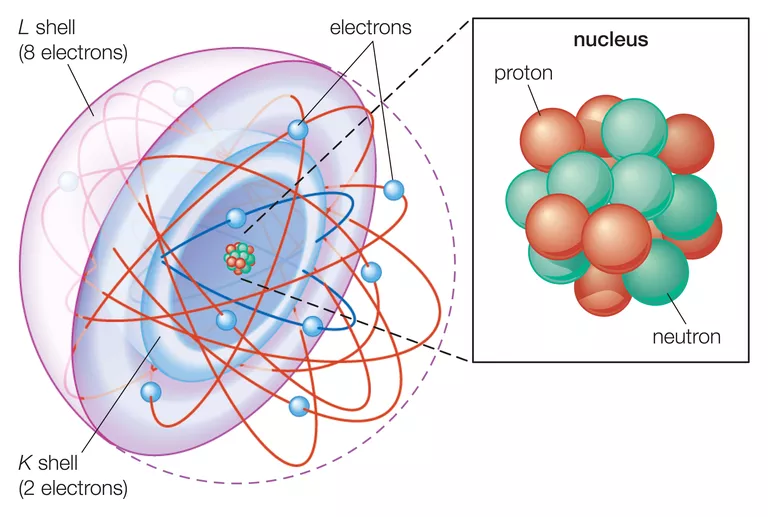 L shell
(8 electrons)
electrons
nucleus
proton
neutron
K shell
(2 electrons)